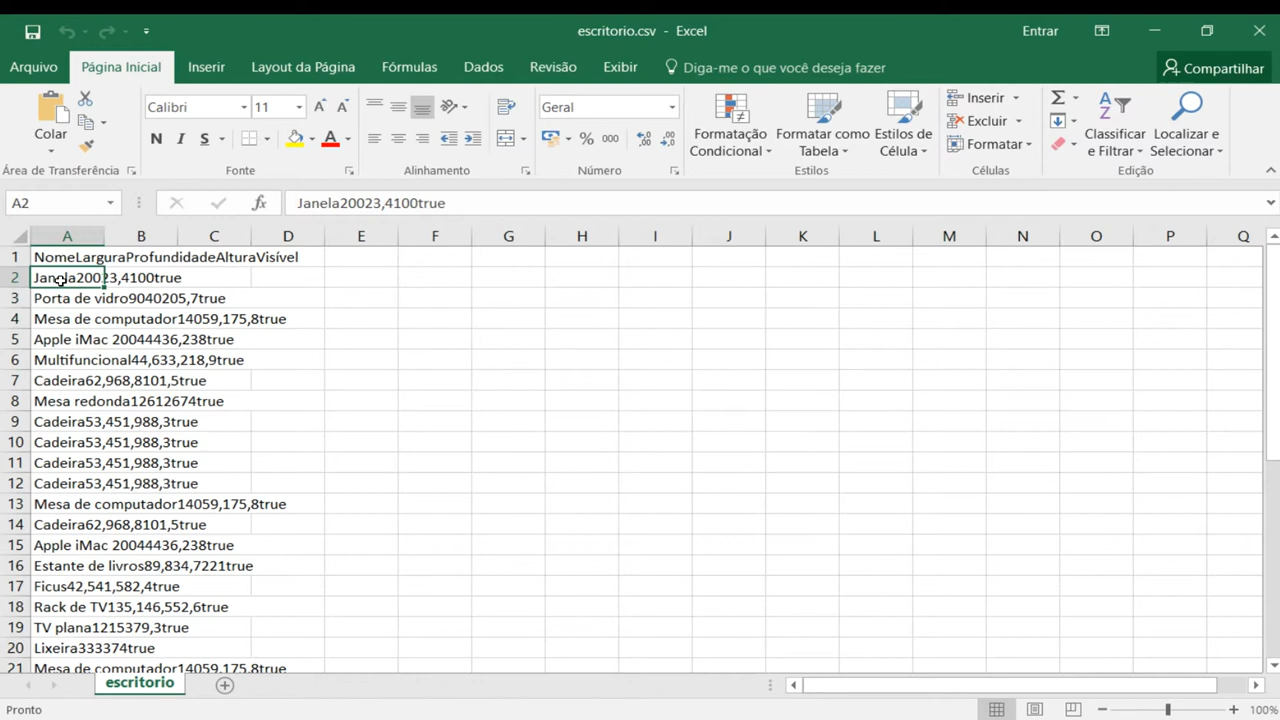 escritorio.csv - Excel
Entrar
Arquivo Página Inicial Inserir Layout da Página Fórmulas Dados Revisão Exibir Diga-me o que você deseja fazer Compartilhar
Colar
Calibri 11
N I S
Geral
% 000
Formatação Condicional
Formatar como Tabela
Estilos de Célula
Inserir
Excluir
Formatar
Classificar e Filtrar
Localizar e Selecionar
Área de Transferência Fonte Alinhamento Número Estilos Células Edição
A2 fx Janela20023,4100true
A B C D E F G H I J K L M N O P Q
1 NomeLarguraProfundidadeAlturaVisível
2 Janela20023,4100true
3 Porta de vidro9040205,7true
4 Mesa de computador14059,175,8true
5 Apple iMac 20044436,238true
6 Multifuncional44,633,218,9true
7 Cadeira62,968,8101,5true
8 Mesa redonda12612674true
9 Cadeira53,451,988,3true
10 Cadeira53,451,988,3true
11 Cadeira53,451,988,3true
12 Cadeira53,451,988,3true
13 Mesa de computador14059,175,8true
14 Cadeira62,968,8101,5true
15 Apple iMac 20044436,238true
16 Estante de livros89,834,7221true
17 Ficus42,541,582,4true
18 Rack de TV135,146,552,6true
19 TV plana1215379,3true
20 Lixeira333374true
21 Mesa de computador14059,175,8true
escritorio
Pronto
100%